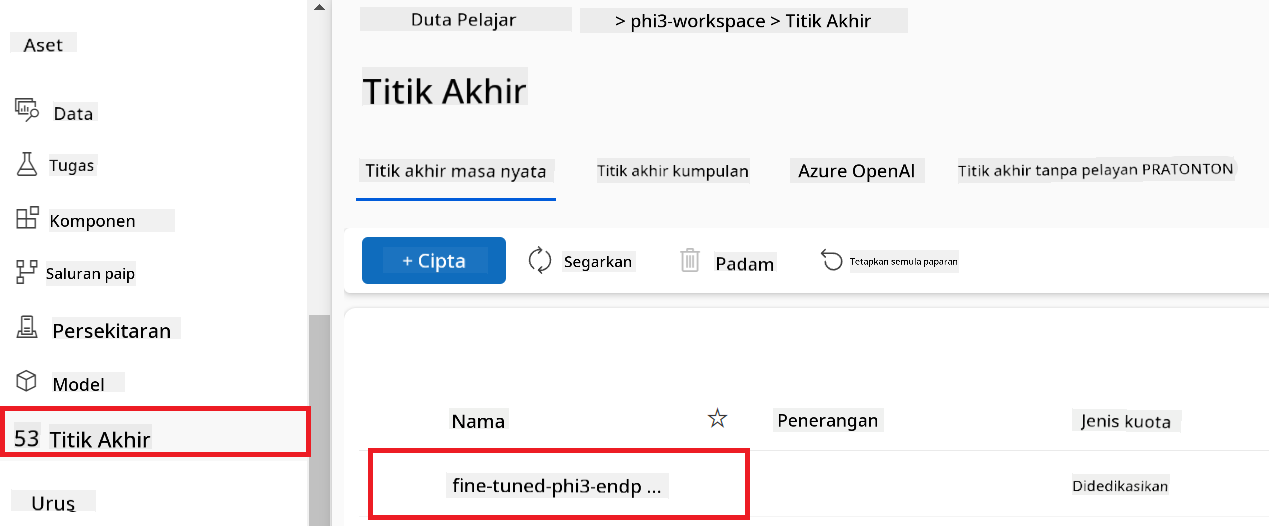 Aset
Data
Tugas
Komponen
Saluran paip
Persekitaran
Model
53 Titik Akhir
Urus
Duta Pelajar > phi3-workspace > Titik Akhir
Titik Akhir
Titik akhir masa nyata Titik akhir kumpulan Azure OpenAI Titik akhir tanpa pelayan PRATONTON
+ Cipta Segarkan Padam Tetapkan semula paparan
Nama Penerangan Jenis kuota
fine-tuned-phi3-endp ... Didedikasikan